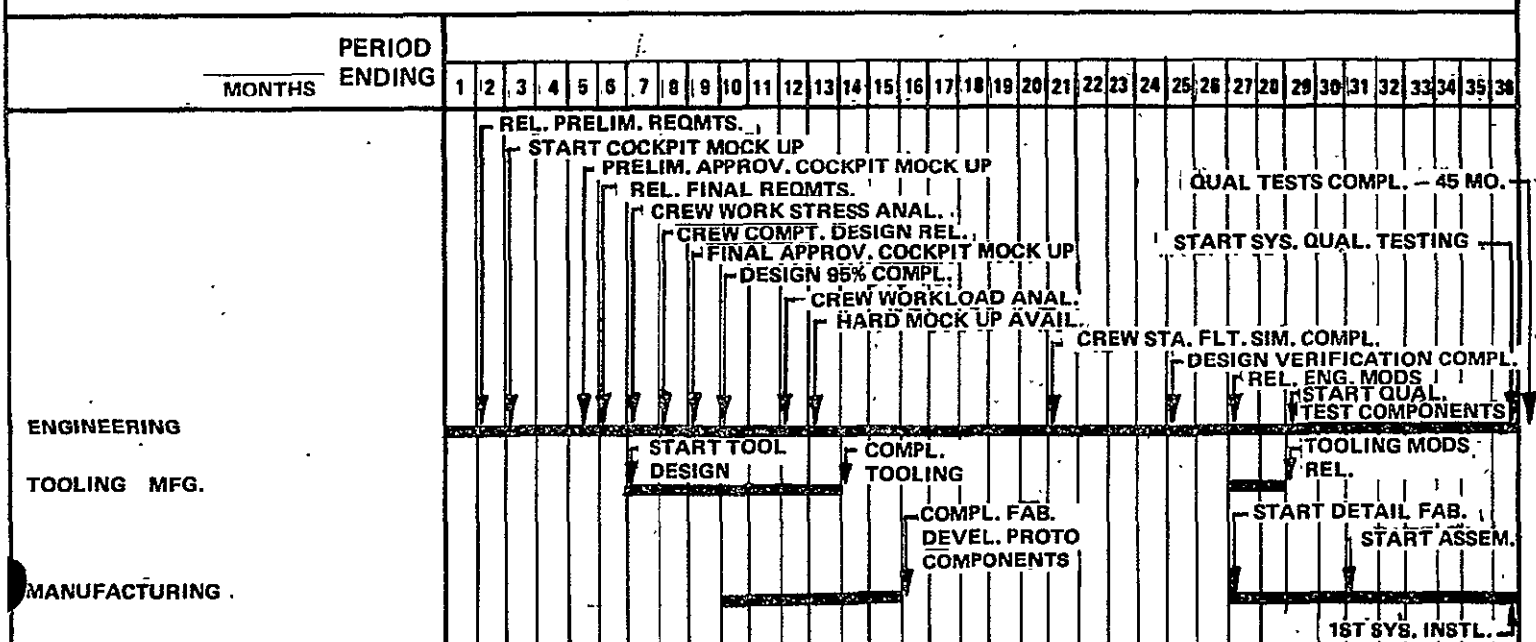 PERIOD
MONTHS ENDING
1 2 3 4 5 6 7 8 9 10 11 12 13 14 15 16 17 18 19 20 21 22 23 24 25 26 27 28 29 30 31 32 33 34 35 36
REL. PRELIM. REQMTS.
START COCKPIT MOCK UP
PRELIM. APPROV. COCKPIT MOCK UP
REL. FINAL REQMTS.
QUAL TESTS COMPL. – 45 MO.
CREW WORK STRESS ANAL.
CREW COMPT. DESIGN REL.
START SYS. QUAL. TESTING
FINAL APPROV. COCKPIT MOCK UP
DESIGN 95% COMPL.
CREW WORKLOAD ANAL.
HARD MOCK UP AVAIL.
CREW STA. FLT. SIM. COMPL.
DESIGN VERIFICATION COMPL.
REL. ENG. MODS
START QUAL.
TEST COMPONENTS
ENGINEERING
START TOOL
DESIGN
COMPL.
TOOLING
TOOLING MODS
REL.
TOOLING MFG.
COMPL. FAB.
DEVEL. PROTO
COMPONENTS
START DETAIL FAB.
START ASSEM.
MANUFACTURING
1ST SYS. INSTL.